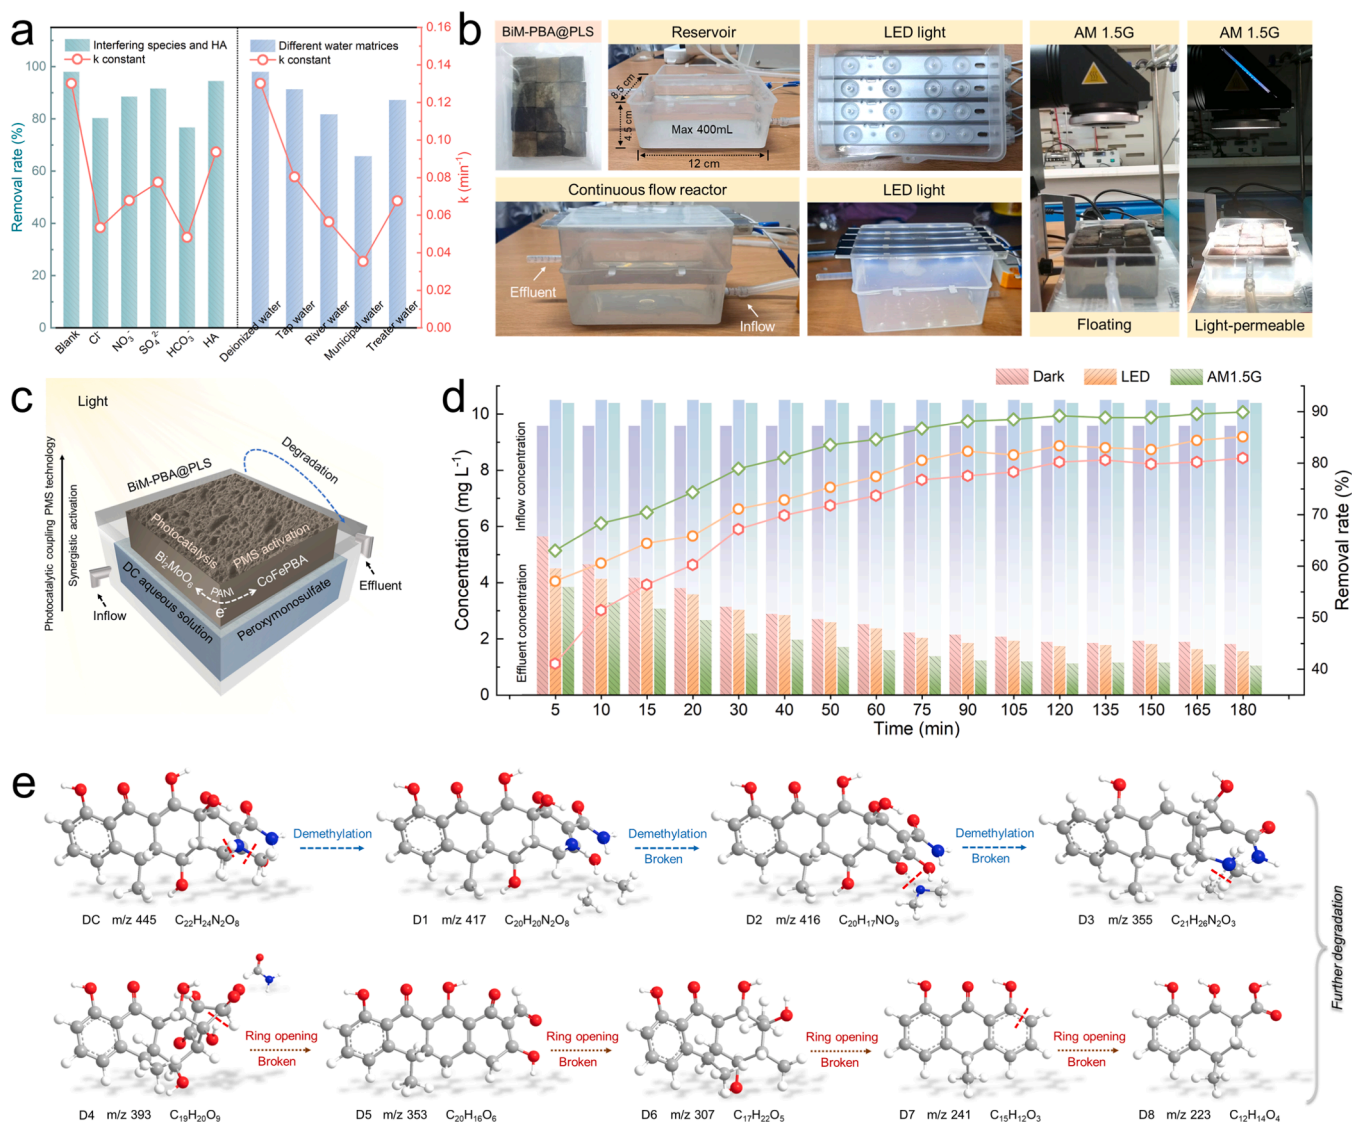 a
Interfering species and HA
k constant
Different water matrices
k constant
Removal rate (%)
100
80
60
40
20
0
0.16
0.14
0.12
0.10
0.08
0.06
0.04
0.02
0.00
k (min⁻¹)
Blank
Cl⁻
NO₃⁻
SO₄²⁻
HCO₃⁻
HA
Deionized water
Tap water
River water
Municipal water
Treater water
b
BiM-PBA@PLS
Reservoir
LED light
AM 1.5G
AM 1.5G
8.5 cm
4.5 cm
Max 400mL
12 cm
Continuous flow reactor
LED light
Effluent
Inflow
Floating
Light-permeable
c
Light
Photocatalytic coupling PMS technology
Synergistic activation
BiM-PBA@PLS
Degradation
Photocatalysis
PMS activation
Bi₂MoO₆
PANI
CoFePBA
e⁻
DC aqueous solution
Peroxymonosulfate
Inflow
Effluent
d
Dark
LED
AM1.5G
Concentration (mg L⁻¹)
10
8
6
4
2
0
Inflow concentration
Effluent concentration
90
80
70
60
50
40
Removal rate (%)
5 10 15 20 30 40 50 60 75 90 105 120 135 150 165 180
Time (min)
e
Demethylation
Demethylation
Broken
Demethylation
Broken
DC m/z 445 C₂₂H₂₄N₂O₈
D1 m/z 417 C₂₀H₂₀N₂O₈
D2 m/z 416 C₂₀H₁₇NO₉
D3 m/z 355 C₂₁H₂₆N₂O₃
Further degradation
Ring opening
Broken
Ring opening
Broken
Ring opening
Broken
Ring opening
Broken
D4 m/z 393 C₁₉H₂₀O₉
D5 m/z 353 C₂₀H₁₆O₆
D6 m/z 307 C₁₇H₂₂O₅
D7 m/z 241 C₁₅H₁₂O₃
D8 m/z 223 C₁₂H₁₄O₄